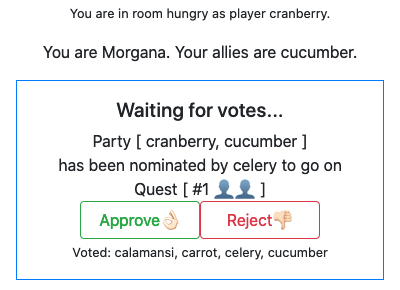 You are in room hungry as player cranberry.
You are Morgana. Your allies are cucumber.
Waiting for votes...
Party [ cranberry, cucumber ]
has been nominated by celery to go on
Quest [ #1 👤👤 ]
Approve👌🏻 Reject👎🏻
Voted: calamansi, carrot, celery, cucumber